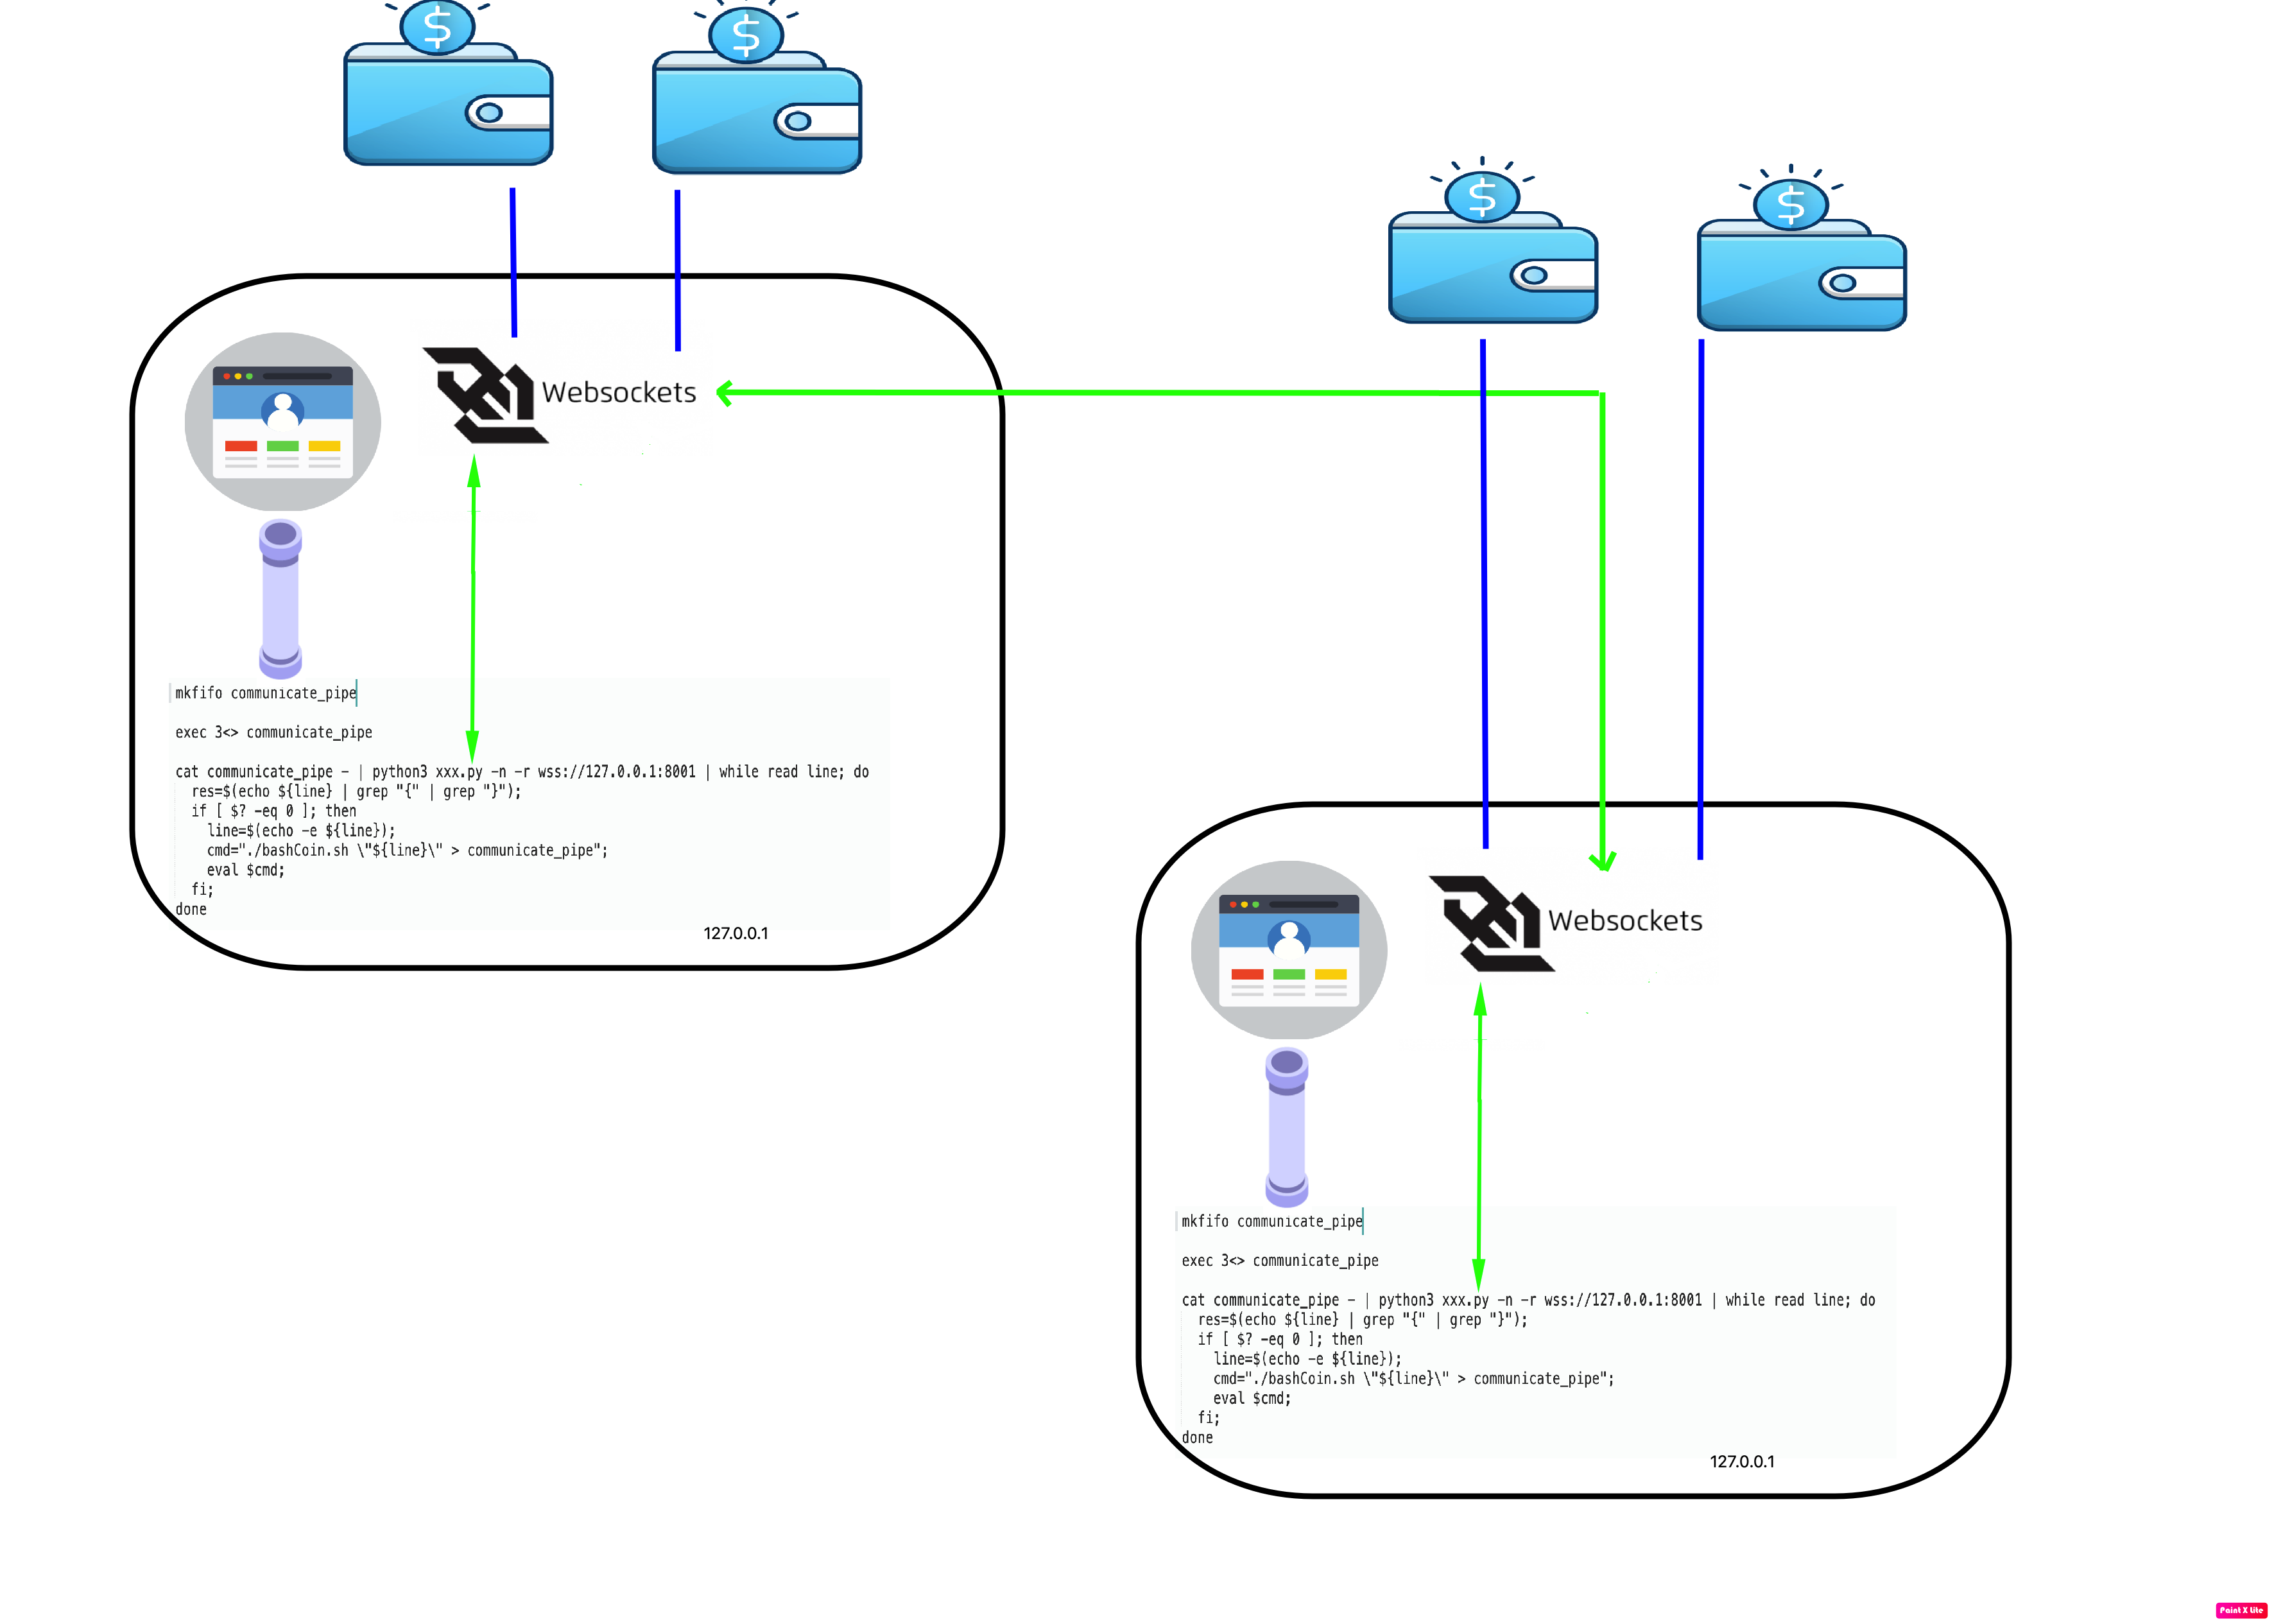 $
$
$
$
Websockets
mkfifo communicate_pipe
exec 3<> communicate_pipe
cat communicate_pipe - | python3 xxx.py -n -r wss://127.0.0.1:8001 | while read line; do
res=$(echo ${line} | grep "{" | grep "}");
if [ $? -eq 0 ]; then
line=$(echo -e ${line});
cmd="./bashCoin.sh \"${line}\" > communicate_pipe";
eval $cmd;
fi;
done
127.0.0.1
Websockets
mkfifo communicate_pipe
exec 3<> communicate_pipe
cat communicate_pipe - | python3 xxx.py -n -r wss://127.0.0.1:8001 | while read line; do
res=$(echo ${line} | grep "{" | grep "}");
if [ $? -eq 0 ]; then
line=$(echo -e ${line});
cmd="./bashCoin.sh \"${line}\" > communicate_pipe";
eval $cmd;
fi;
done
127.0.0.1
Paint X Lite